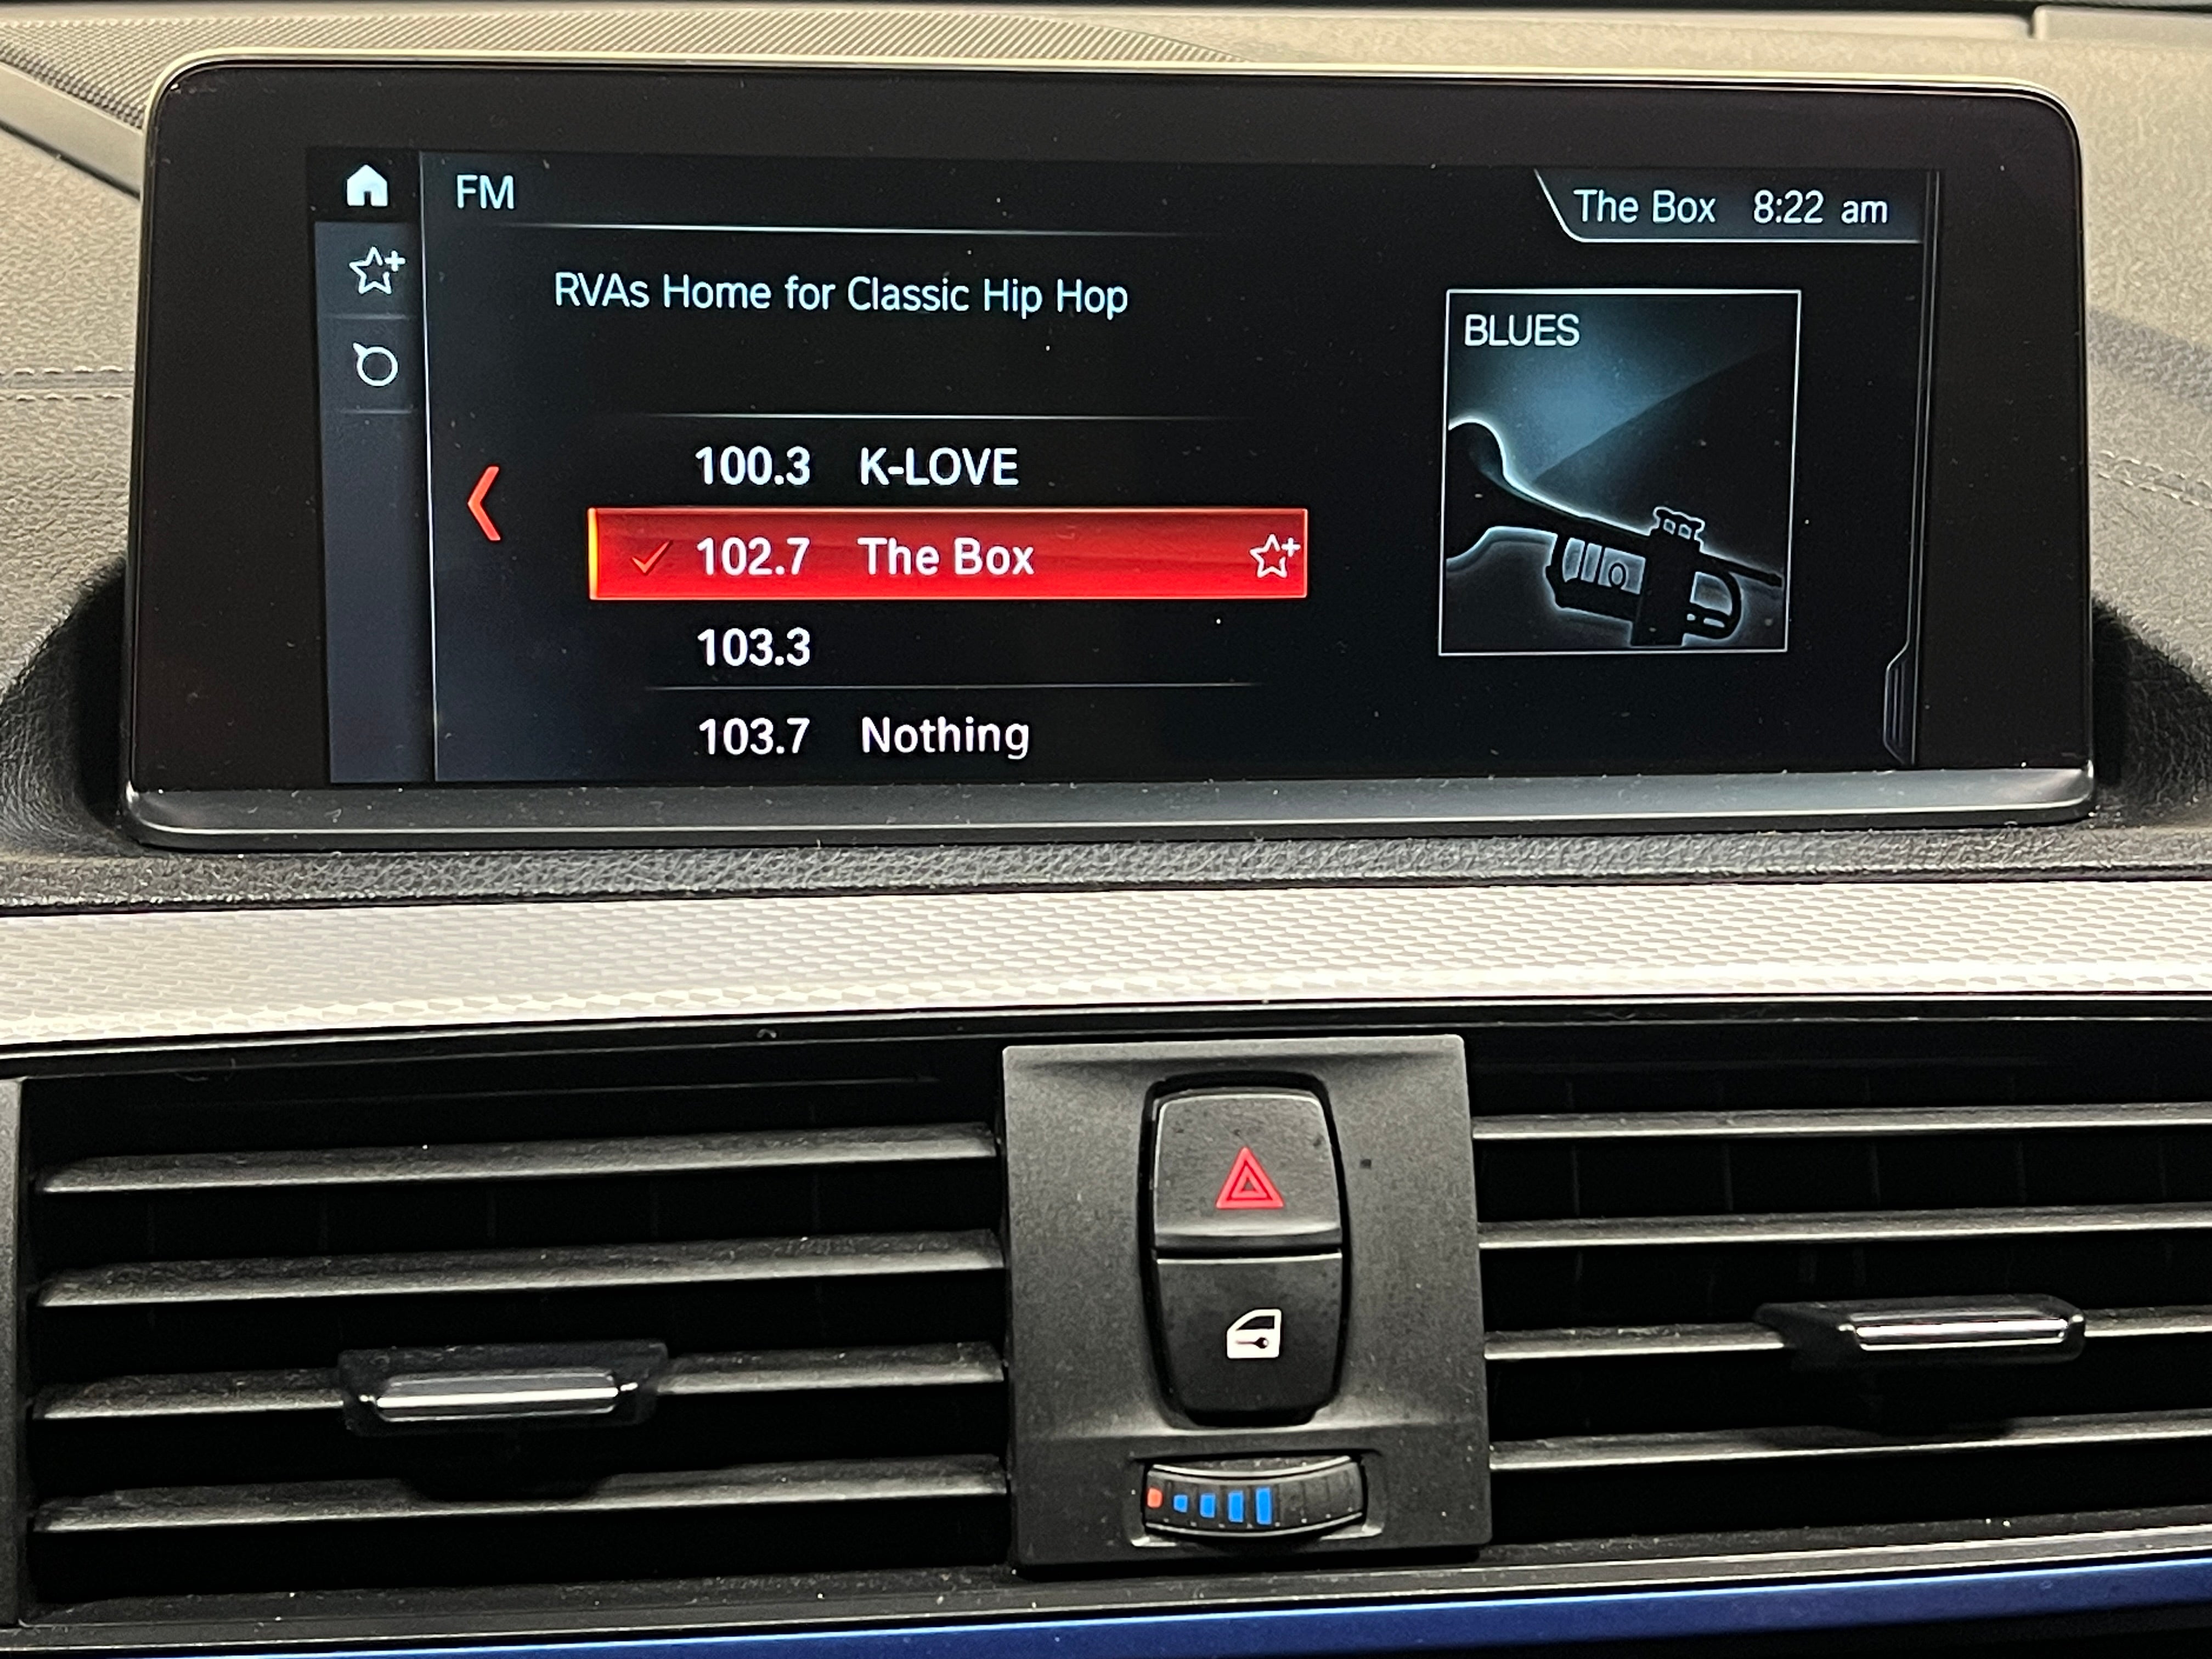 FM
The Box 8:22 am
RVAs Home for Classic Hip Hop
BLUES
100.3 K-LOVE
102.7 The Box
103.3
103.7 Nothing